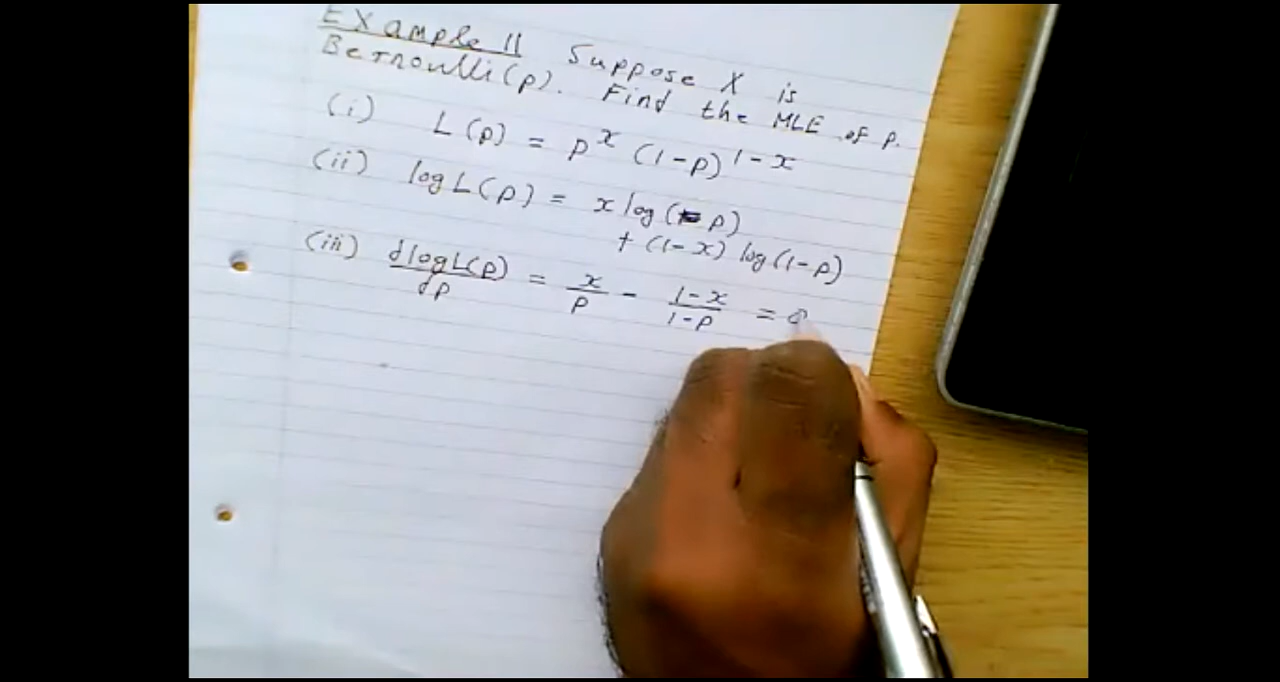 Example 11 Suppose X is
Bernoulli(p). Find the MLE of p.
(i) L(p) = p^x (1-p)^{1-x}
(ii) log L(p) = x log(p)
+ (1-x) log(1-p)
(iii) dlogL(p)/dp = x/p - (1-x)/(1-p) = 0